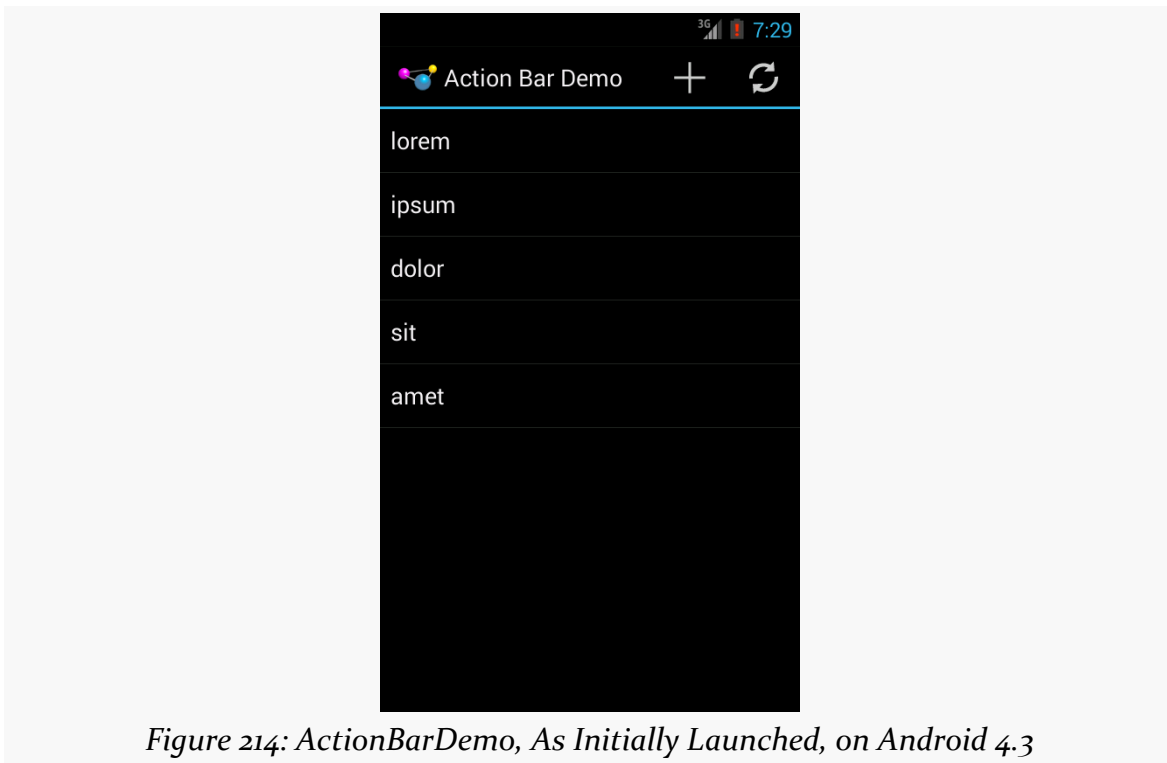 3G 7:29
Action Bar Demo
lorem
ipsum
dolor
sit
amet
Figure 214: ActionBarDemo, As Initially Launched, on Android 4.3